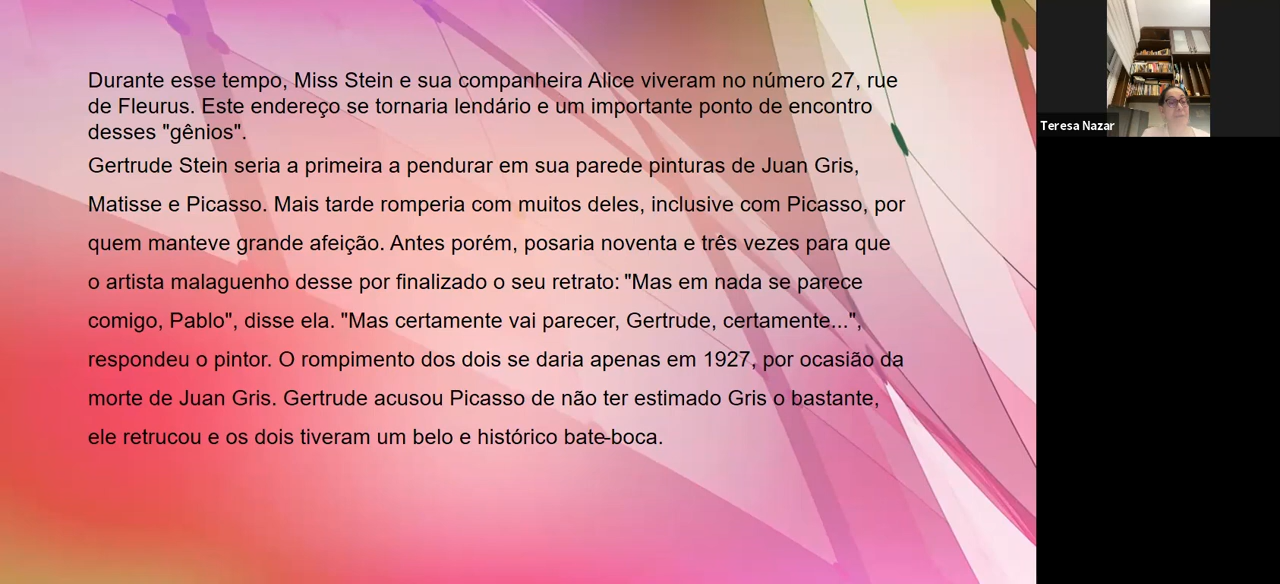 Durante esse tempo, Miss Stein e sua companheira Alice viveram no número 27, rue
de Fleurus. Este endereço se tornaria lendário e um importante ponto de encontro
desses "gênios".
Gertrude Stein seria a primeira a pendurar em sua parede pinturas de Juan Gris,
Matisse e Picasso. Mais tarde romperia com muitos deles, inclusive com Picasso, por
quem manteve grande afeição. Antes porém, posaria noventa e três vezes para que
o artista malaguenho desse por finalizado o seu retrato: "Mas em nada se parece
comigo, Pablo", disse ela. "Mas certamente vai parecer, Gertrude, certamente...",
respondeu o pintor. O rompimento dos dois se daria apenas em 1927, por ocasião da
morte de Juan Gris. Gertrude acusou Picasso de não ter estimado Gris o bastante,
ele retrucou e os dois tiveram um belo e histórico bate-boca.
Teresa Nazar